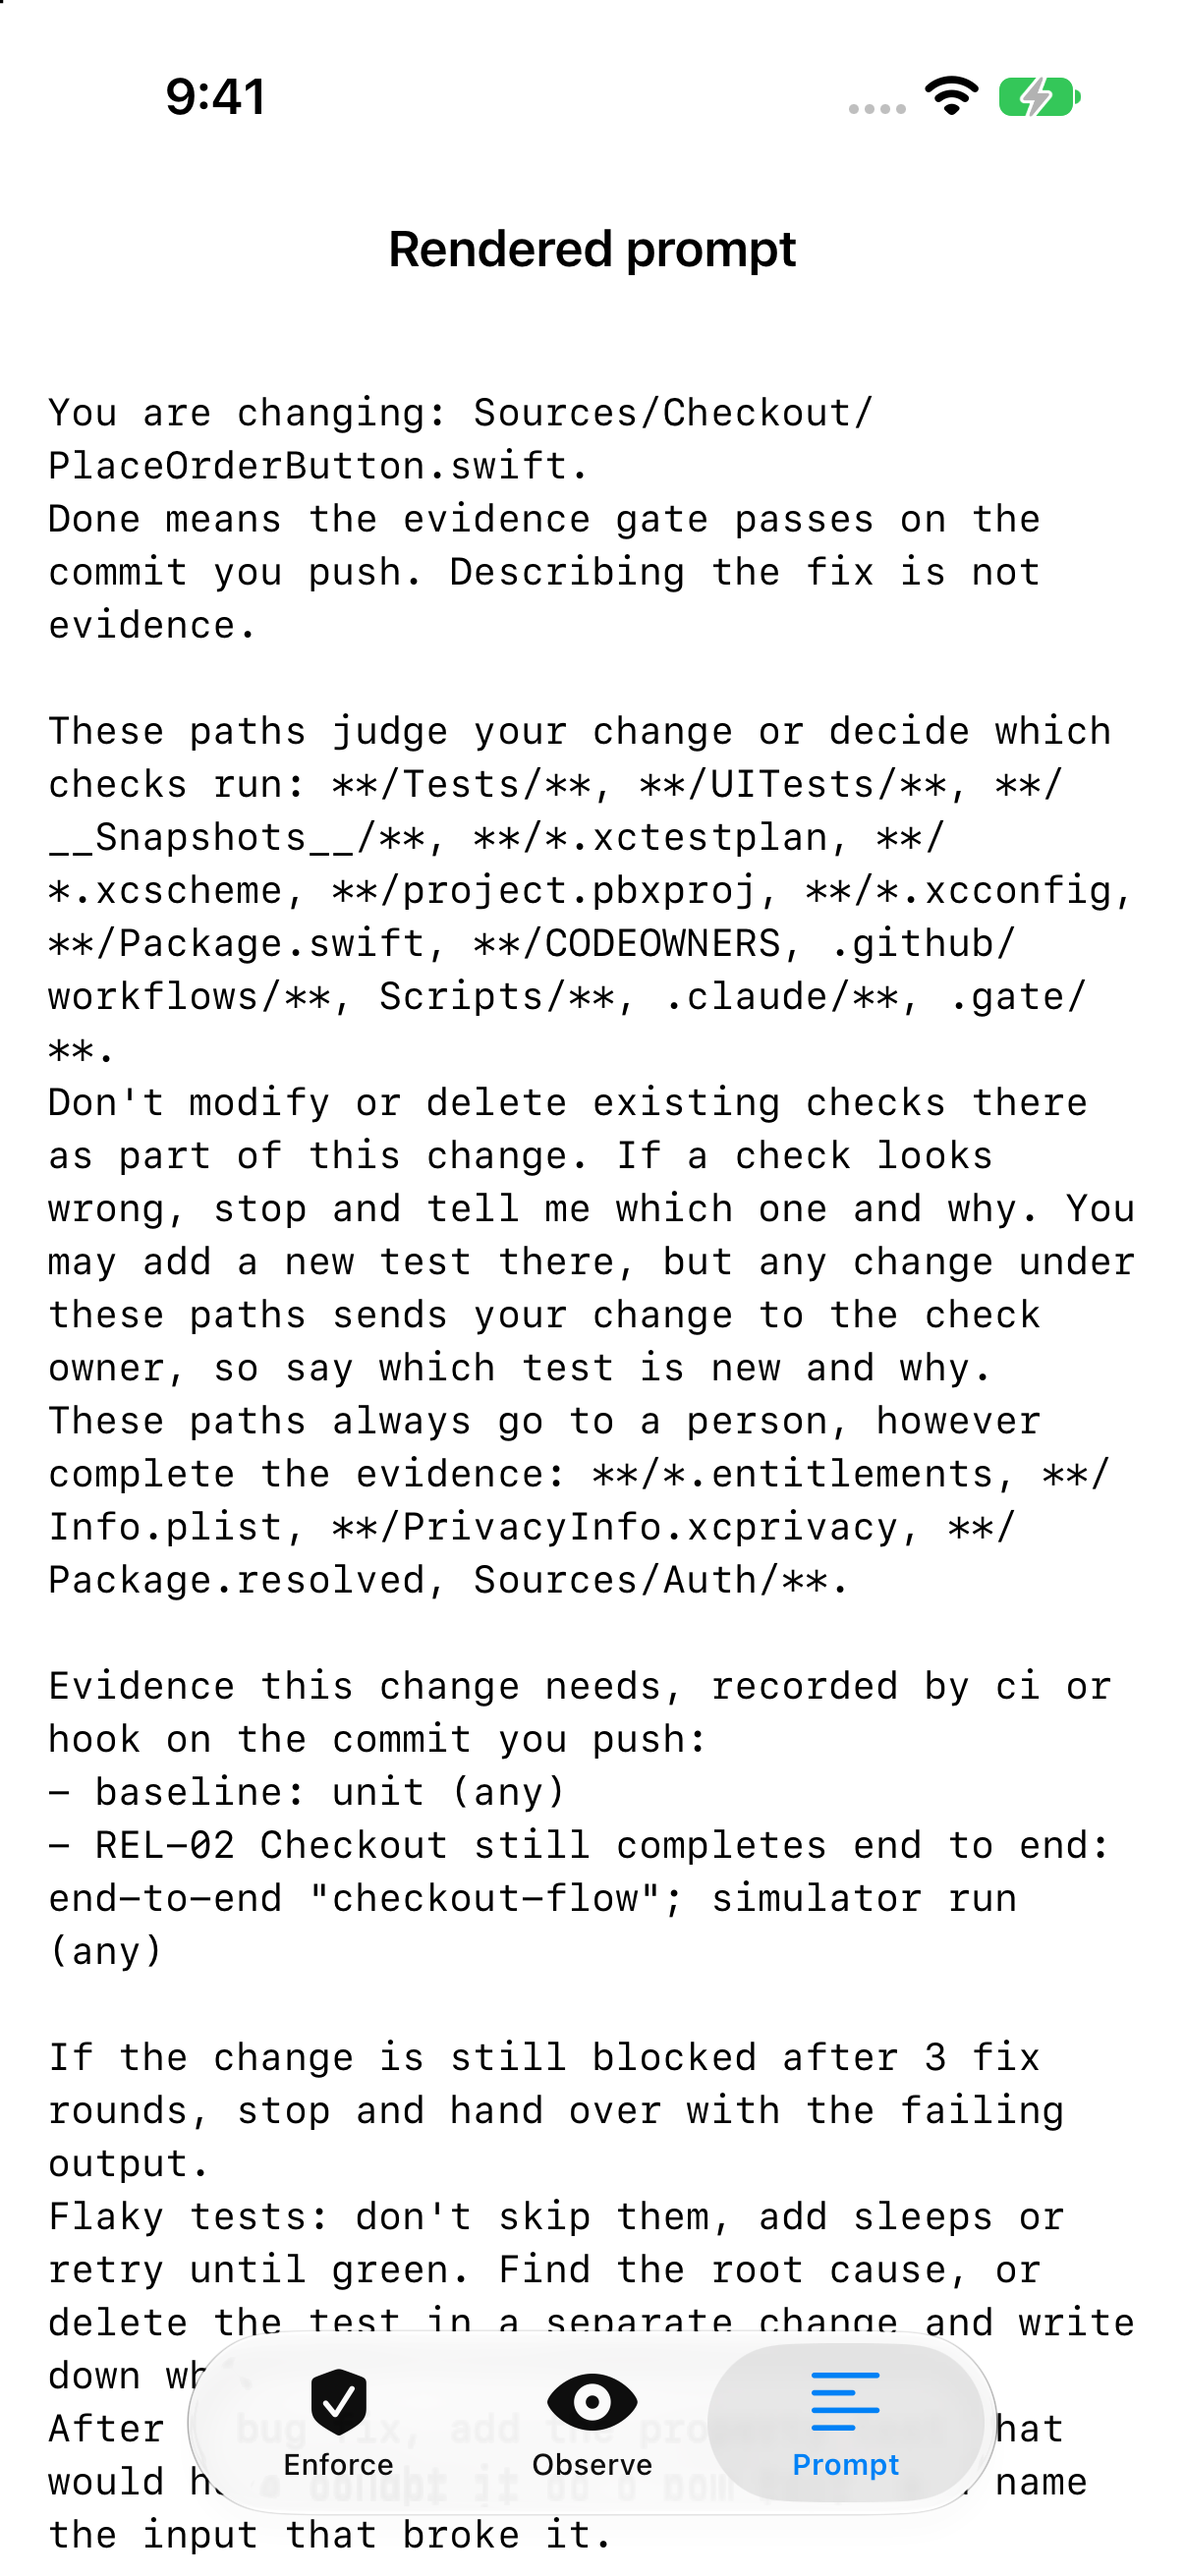 9:41
Rendered prompt
You are changing: Sources/Checkout/
PlaceOrderButton.swift.
Done means the evidence gate passes on the
commit you push. Describing the fix is not
evidence.
These paths judge your change or decide which
checks run: **/Tests/**, **/UITests/**, **/
__Snapshots__/**, **/*.xctestplan, **/
*.xcscheme, **/project.pbxproj, **/*.xcconfig,
**/Package.swift, **/CODEOWNERS, .github/
workflows/**, Scripts/**, .claude/**, .gate/
**.
Don't modify or delete existing checks there
as part of this change. If a check looks
wrong, stop and tell me which one and why. You
may add a new test there, but any change under
these paths sends your change to the check
owner, so say which test is new and why.
These paths always go to a person, however
complete the evidence: **/*.entitlements, **/
Info.plist, **/PrivacyInfo.xcprivacy, **/
Package.resolved, Sources/Auth/**.
Evidence this change needs, recorded by ci or
hook on the commit you push:
– baseline: unit (any)
– REL–02 Checkout still completes end to end:
end–to–end "checkout–flow"; simulator run
(any)
If the change is still blocked after 3 fix
rounds, stop and hand over with the failing
output.
Flaky tests: don't skip them, add sleeps or
retry until green. Find the root cause, or
delete the test in a separate change and write
down
After bug fix, add the
would name
the input that broke it.
Enforce
Observe
Prompt